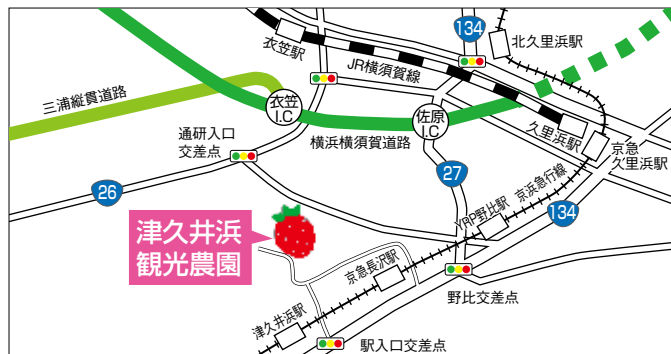 134
衣笠駅
北久里浜駅
JR横須賀線
三浦縦貫道路
衣笠
I.C
佐原
I.C
久里浜駅
京急
久里浜駅
通研入口
交差点
横浜横須賀道路
27
京浜急行線
26
YRP野比駅
134
津久井浜
観光農園
京急長沢駅
野比交差点
津久井浜駅
駅入口交差点